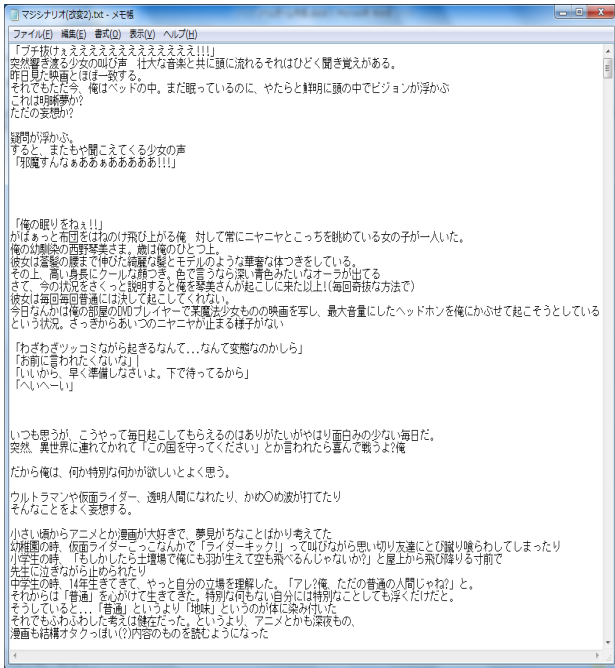 マジシナリオ(改変2).txt - メモ帳
ファイル(F) 編集(E) 書式(O) 表示(V) ヘルプ(H)
「ブチ抜けぇえええええええええええええ!!!」
突然響き渡る少女の叫び声　壮大な音楽と共に頭に流れるそれはひどく聞き覚えがある。
昨日見た映画とほぼ一致する。
それでもただ今、俺はベッドの中。まだ眠っているのに、やたらと鮮明に頭の中でビジョンが浮かぶ
これは明晰夢か?
ただの妄想か?
疑問が浮かぶ。
すると、またもや聞こえてくる少女の声
「邪魔すんなぁああぁあああああ!!!」
「俺の眠りをねぇ!!」
がばぁっと布団をはねのけ飛び上がる俺　対して常にニヤニヤとこっちを眺めている女の子が一人いた。
俺の幼馴染の西野琴美さま。歳は俺のひとつ上。
彼女は蒼髪の腰まで伸びた綺麗な髪とモデルのような華奢な体つきをしている。
その上、高い身長にクールな顔つき。色で言うなら深い青色みたいなオーラが出てる
さて、今の状況をさくっと説明すると俺を琴美さんが起こしに来た以上!(毎回奇抜な方法で)
彼女は毎回毎回普通には決して起こしてくれない。
今日なんかは俺の部屋のDVDプレイヤーで某魔法少女ものの映画を写し、最大音量にしたヘッドホンを俺にかぶせて起こそうとしている
という状況。さっきからあいつのニヤニヤが止まる様子がない
「わざわざツッコミながら起きるなんて...なんて変態なのかしら」
「お前に言われたくないな」
「いいから、早く準備しなさいよ。下で待ってるから」
「へいへーい」
いつも思うが、こうやって毎日起こしてもらえるのはありがたいがやはり面白みの少ない毎日だ。
突然、異世界に連れてかれて「この国を守ってください」とか言われたら喜んで戦うよ?俺
だから俺は、何か特別な何かが欲しいとよく思う。
ウルトラマンや仮面ライダー、透明人間になれたり、かめ〇め波が打てたり
そんなことをよく妄想する。
小さい頃からアニメとか漫画が大好きで、夢見がちなことばかり考えてた
幼稚園の時、仮面ライダーごっこなんかで「ライダーキック!」って叫びながら思い切り友達にとび蹴り喰らわしてしまったり
小学生の時、「もしかしたら土壇場で俺にも羽が生えて空も飛べるんじゃないか?」と屋上から飛び降りる寸前で
先生に泣きながら止められたり
中学生の時、14年生きてきて、やっと自分の立場を理解した。「アレ?俺、ただの普通の人間じゃね?」と。
それからは「普通」を心がけて生きてきた。特別な何もない自分には特別なことしても浮くだけだと。
そうしていると...「普通」というより「地味」というのが体に染み付いた
それでもふわふわした考えは健在だった。というより、アニメとかも深夜もの、
漫画も結構オタクっぽい(?)内容のものを読むようになった